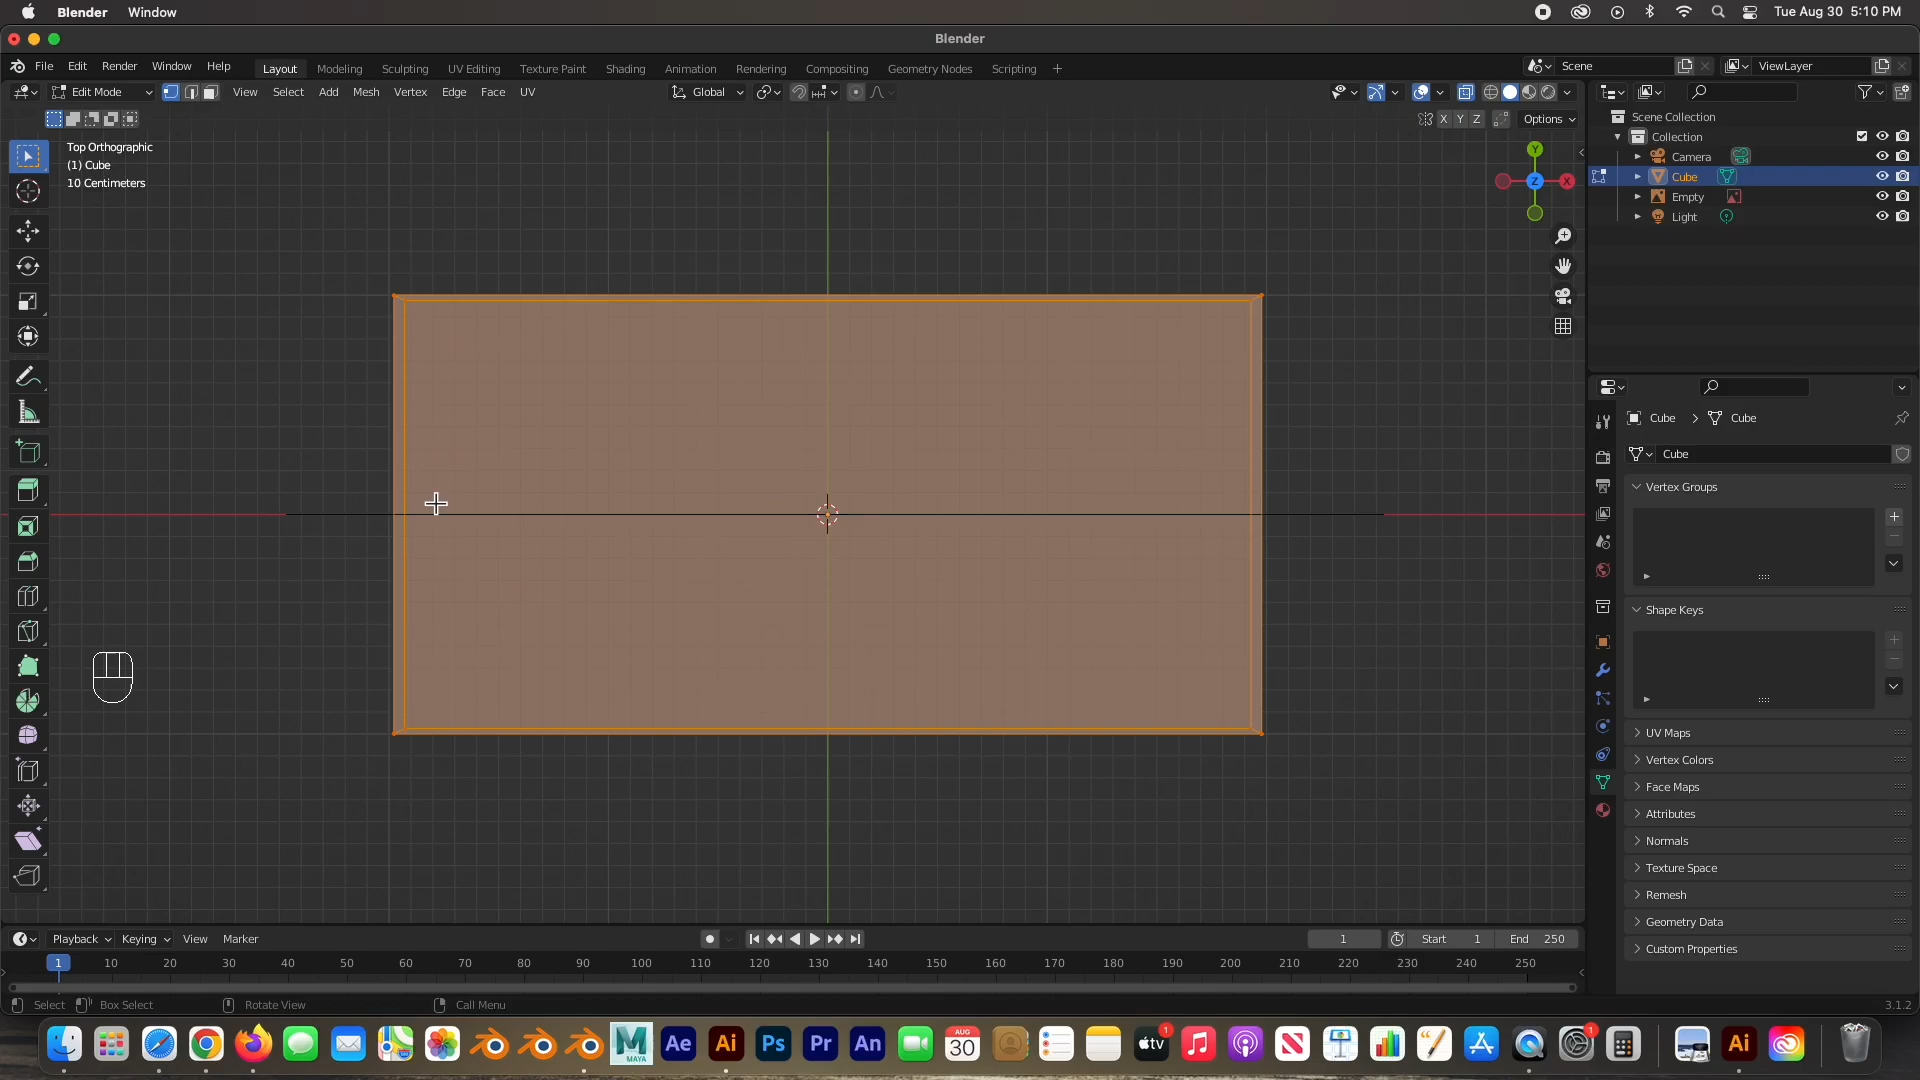 Blender Window Tue Aug 30 5:10 PM
Blender
File Edit Render Window Help Layout Modeling Sculpting UV Editing Texture Paint Shading Animation Rendering Compositing Geometry Nodes Scripting + Scene ViewLayer
Edit Mode View Select Add Mesh Vertex Edge Face UV Global
X Y Z Options
Top Orthographic
(1) Cube
10 Centimeters
Y
Z X
Scene Collection
Collection
Camera
Cube
Empty
Light
Cube > Cube
Cube
Vertex Groups
Shape Keys
UV Maps
Vertex Colors
Face Maps
Attributes
Normals
Texture Space
Remesh
Geometry Data
Custom Properties
Playback Keying View Marker 1 Start 1 End 250
1 10 20 30 40 50 60 70 80 90 100 110 120 130 140 150 160 170 180 190 200 210 220 230 240 250
Select Box Select Rotate View Call Menu 3.1.2
MAYA Ae Ai Ps Pr An AUG 30 tv 1 1 Ai